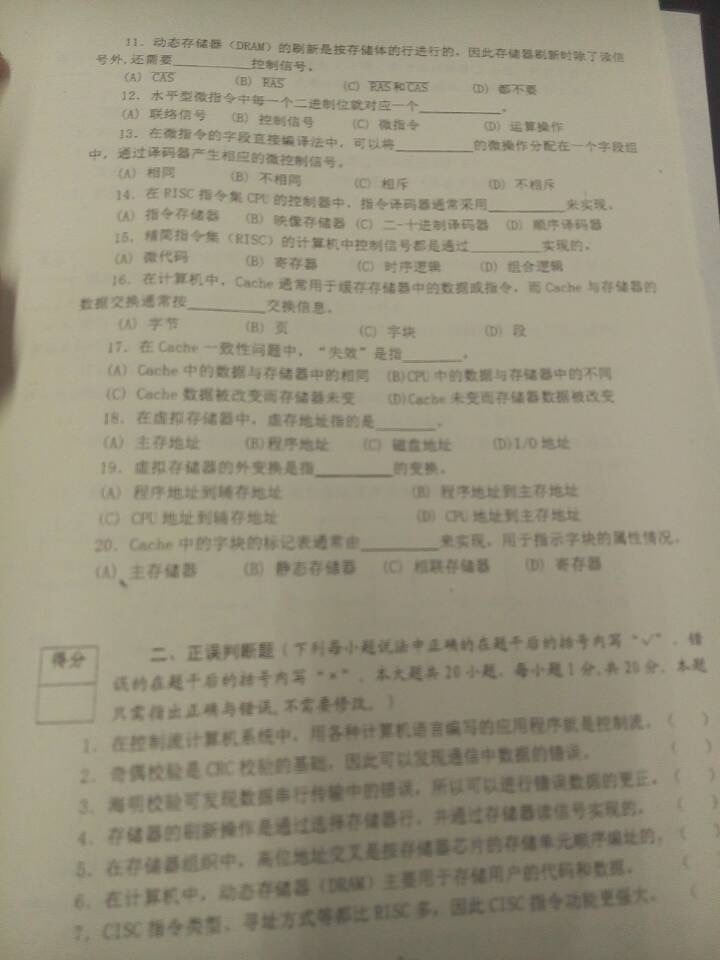 11. 动态存储器（DRAM）的刷新是按存储体的行进行的，因此存储器刷新时除了读信
号外,还需要__________控制信号。
(A) CAS (B) RAS (C) RAS和CAS (D) 都不要
12. 水平型微指令中每一个二进制位就对应一个__________。
(A) 联络信号 (B) 控制信号 (C) 微指令 (D) 运算操作
13. 在微指令的字段直接编译法中，可以将__________的微操作分配在一个字段组
中，通过译码器产生相应的微控制信号。
(A) 相同 (B) 不相同 (C) 相斥 (D) 不相斥
14. 在RISC指令集CPU的控制器中，指令译码器通常采用__________来实现。
(A) 指令存储器 (B) 映像存储器 (C) 二-十进制译码器 (D) 顺序译码器
15. 精简指令集（RISC）的计算机中控制信号都是通过__________实现的。
(A) 微代码 (B) 寄存器 (C) 时序逻辑 (D) 组合逻辑
16. 在计算机中，Cache通常用于缓存存储器中的数据或指令，而Cache与存储器的
数据交换通常按__________交换信息。
(A) 字节 (B) 页 (C) 字块 (D) 段
17. 在Cache一致性问题中，“失效”是指________。
(A) Cache中的数据与存储器中的相同 (B)CPU中的数据与存储器中的不同
(C) Cache数据被改变而存储器未变 (D)Cache未变而存储器数据被改变
18. 在虚拟存储器中，虚存地址指的是________。
(A) 主存地址 (B)程序地址 (C) 磁盘地址 (D)I/O地址
19. 虚拟存储器的外变换是指__________的变换。
(A) 程序地址到辅存地址 (B) 程序地址到主存地址
(C) CPU地址到辅存地址 (D) CPU地址到主存地址
20. Cache中的字块的标记表通常由__________来实现，用于指示字块的属性情况。
(A) 主存储器 (B) 静态存储器 (C) 相联存储器 (D) 寄存器
得分
二、正误判断题（下列每小题说法中正确的在题干后的括号内写“√”，错
误的在题干后的括号内写“×”。本大题共20小题，每小题1分,共20分。本题
只需指出正确与错误,不需要修改。）
1. 在控制流计算机系统中，用各种计算机语言编写的应用程序就是控制流。（ ）
2. 奇偶校验是CRC校验的基础，因此可以发现通信中数据的错误。（ ）
3. 海明校验可发现数据串行传输中的错误，所以可以进行错误数据的更正。（ ）
4. 存储器的刷新操作是通过选择存储器行，并通过存储器读信号实现的。（ ）
5. 在存储器组织中，高位地址交叉是按存储器芯片的存储单元顺序编址的。（
6. 在计算机中，动态存储器（DRAM）主要用于存储用户的代码和数据。（
7. CISC指令类型、寻址方式等都比RISC多，因此CISC指令功能更强大。（